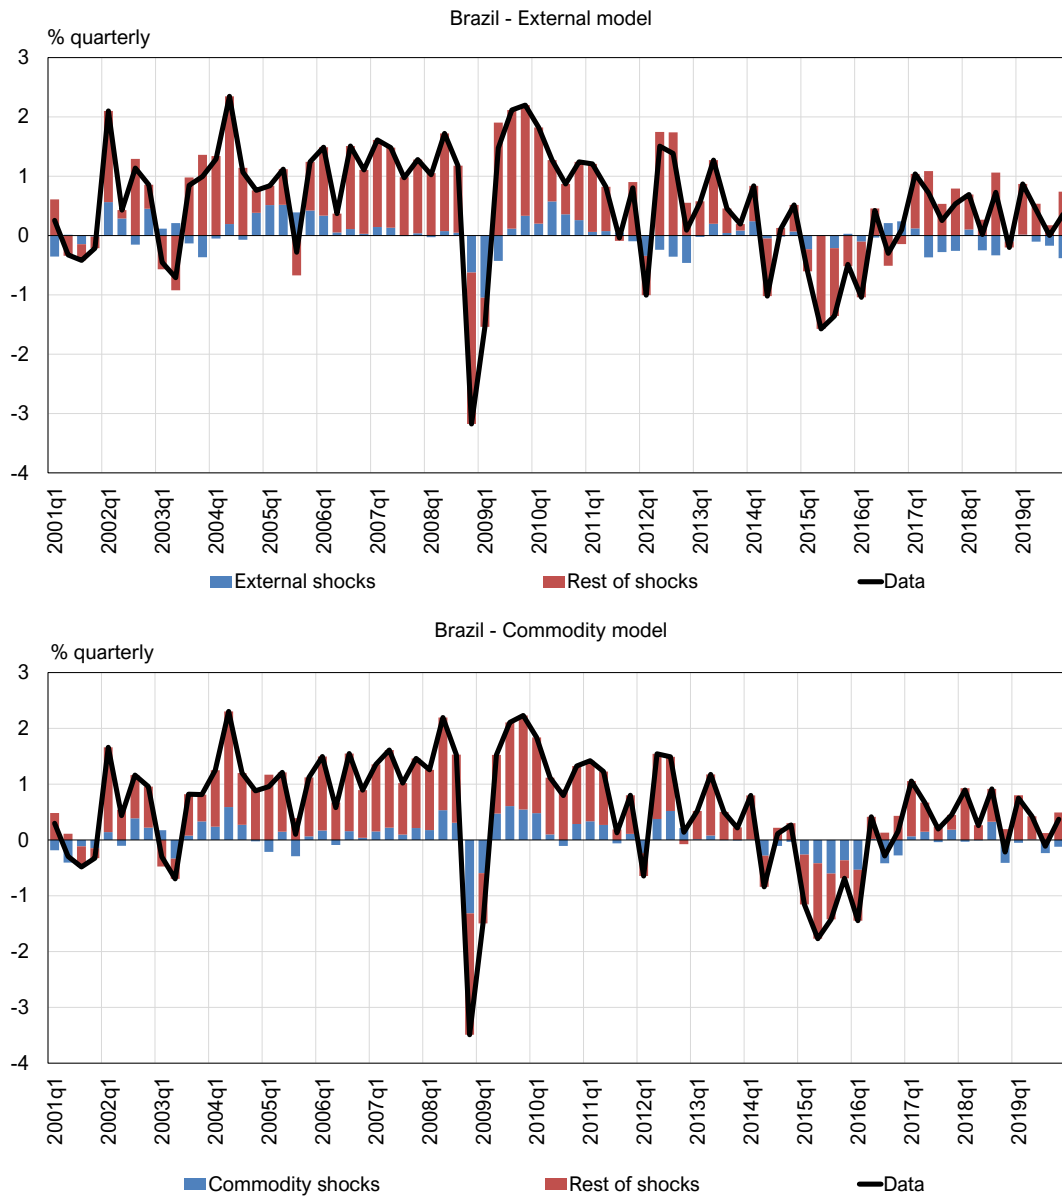 Brazil - External model
% quarterly
3
2
1
0
-1
-2
-3
-4
2001q1 2002q1 2003q1 2004q1 2005q1 2006q1 2007q1 2008q1 2009q1 2010q1 2011q1 2012q1 2013q1 2014q1 2015q1 2016q1 2017q1 2018q1 2019q1
External shocks Rest of shocks Data
Brazil - Commodity model
% quarterly
3
2
1
0
-1
-2
-3
-4
2001q1 2002q1 2003q1 2004q1 2005q1 2006q1 2007q1 2008q1 2009q1 2010q1 2011q1 2012q1 2013q1 2014q1 2015q1 2016q1 2017q1 2018q1 2019q1
Commodity shocks Rest of shocks Data